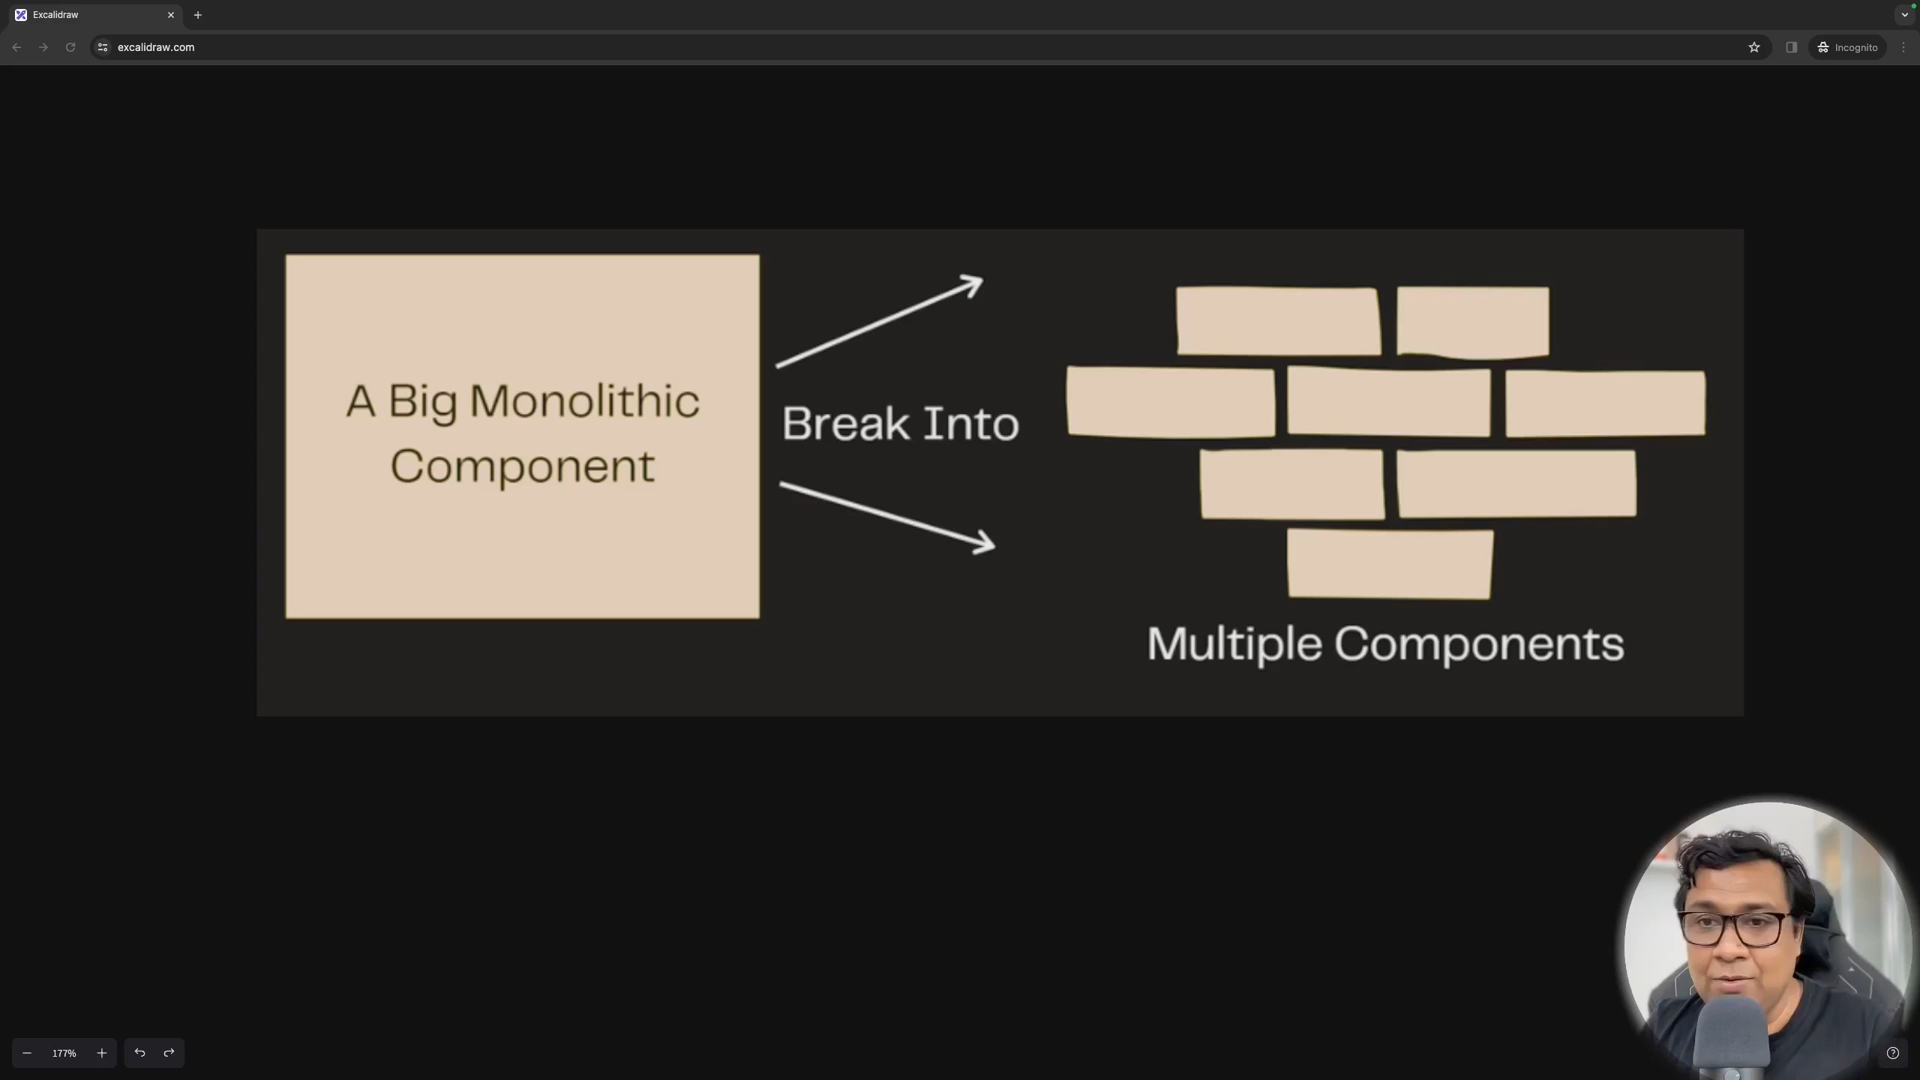 Excalidraw
excalidraw.com
Incognito
A Big Monolithic
Component
Break Into
Multiple Components
177%